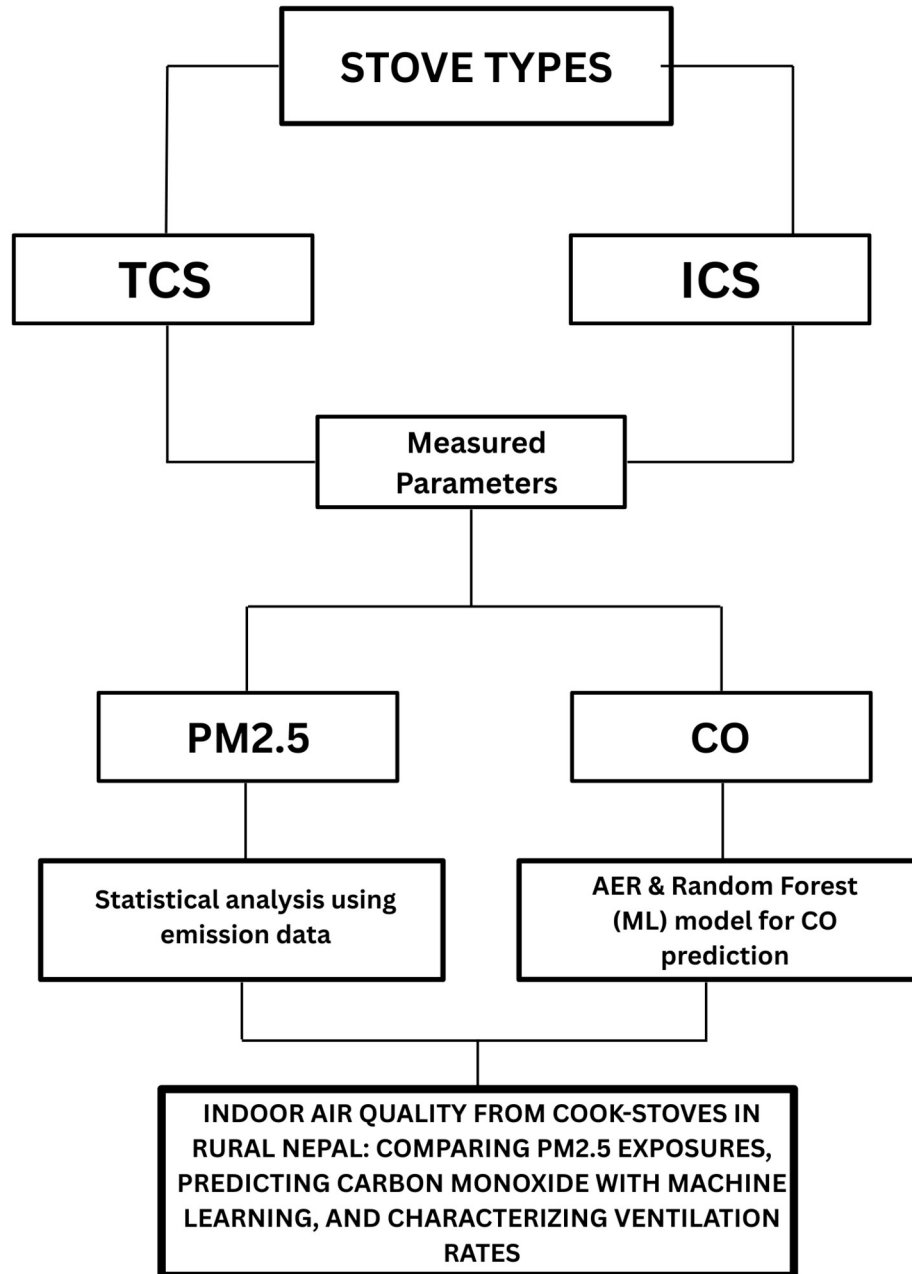 STOVE TYPES
TCS
ICS
Measured
Parameters
PM2.5
CO
Statistical analysis using
emission data
AER & Random Forest
(ML) model for CO
prediction
INDOOR AIR QUALITY FROM COOK-STOVES IN
RURAL NEPAL: COMPARING PM2.5 EXPOSURES,
PREDICTING CARBON MONOXIDE WITH MACHINE
LEARNING, AND CHARACTERIZING VENTILATION
RATES